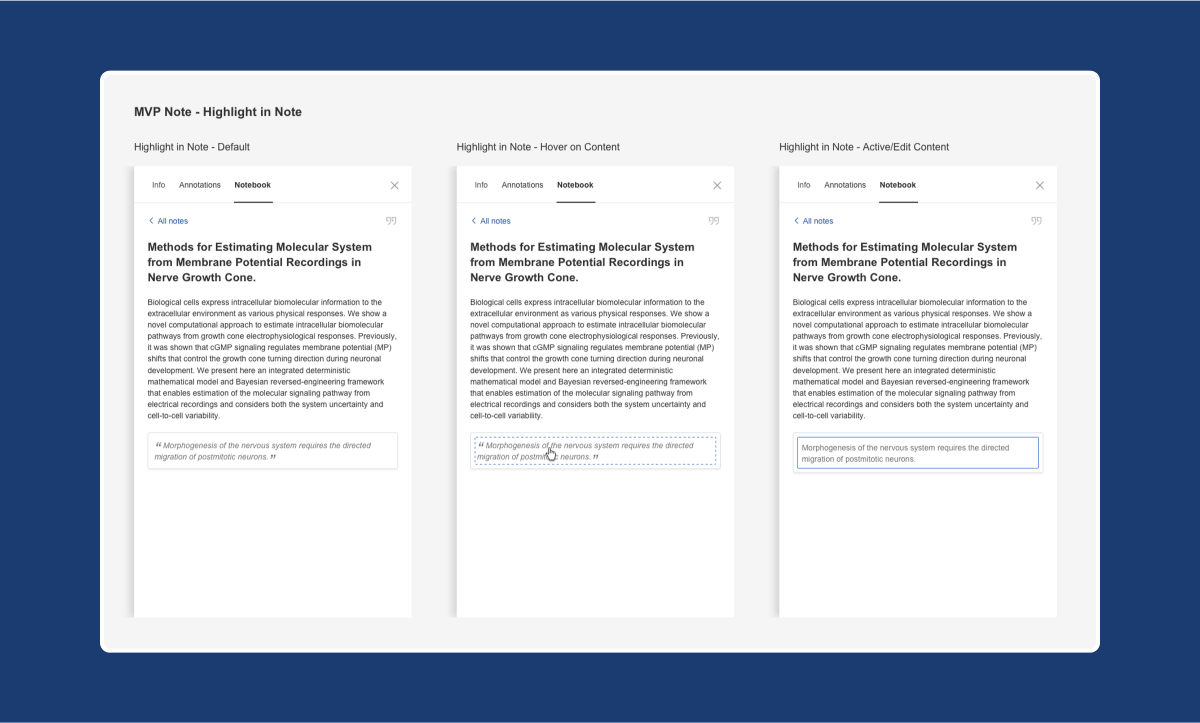 MVP Note - Highlight in Note
Highlight in Note - Default
Info Annotations Notebook
All notes
Methods for Estimating Molecular System
from Membrane Potential Recordings in
Nerve Growth Cone.
Biological cells express intracellular biomolecular information to the
extracellular environment as various physical responses. We show a
novel computational approach to estimate intracellular biomolecular
pathways from growth cone electrophysiological responses. Previously,
it was shown that cGMP signaling regulates membrane potential (MP)
shifts that control the growth cone turning direction during neuronal
development. We present here an integrated deterministic
mathematical model and Bayesian reversed-engineering framework
that enables estimation of the molecular signaling pathway from
electrical recordings and considers both the system uncertainty and
cell-to-cell variability.
“ Morphogenesis of the nervous system requires the directed
migration of postmitotic neurons. ”
Highlight in Note - Hover on Content
Info Annotations Notebook
All notes
Methods for Estimating Molecular System
from Membrane Potential Recordings in
Nerve Growth Cone.
Biological cells express intracellular biomolecular information to the
extracellular environment as various physical responses. We show a
novel computational approach to estimate intracellular biomolecular
pathways from growth cone electrophysiological responses. Previously,
it was shown that cGMP signaling regulates membrane potential (MP)
shifts that control the growth cone turning direction during neuronal
development. We present here an integrated deterministic
mathematical model and Bayesian reversed-engineering framework
that enables estimation of the molecular signaling pathway from
electrical recordings and considers both the system uncertainty and
cell-to-cell variability.
“ Morphogenesis of the nervous system requires the directed
migration of postmitotic neurons. ”
Highlight in Note - Active/Edit Content
Info Annotations Notebook
All notes
Methods for Estimating Molecular System
from Membrane Potential Recordings in
Nerve Growth Cone.
Biological cells express intracellular biomolecular information to the
extracellular environment as various physical responses. We show a
novel computational approach to estimate intracellular biomolecular
pathways from growth cone electrophysiological responses. Previously,
it was shown that cGMP signaling regulates membrane potential (MP)
shifts that control the growth cone turning direction during neuronal
development. We present here an integrated deterministic
mathematical model and Bayesian reversed-engineering framework
that enables estimation of the molecular signaling pathway from
electrical recordings and considers both the system uncertainty and
cell-to-cell variability.
Morphogenesis of the nervous system requires the directed
migration of postmitotic neurons.